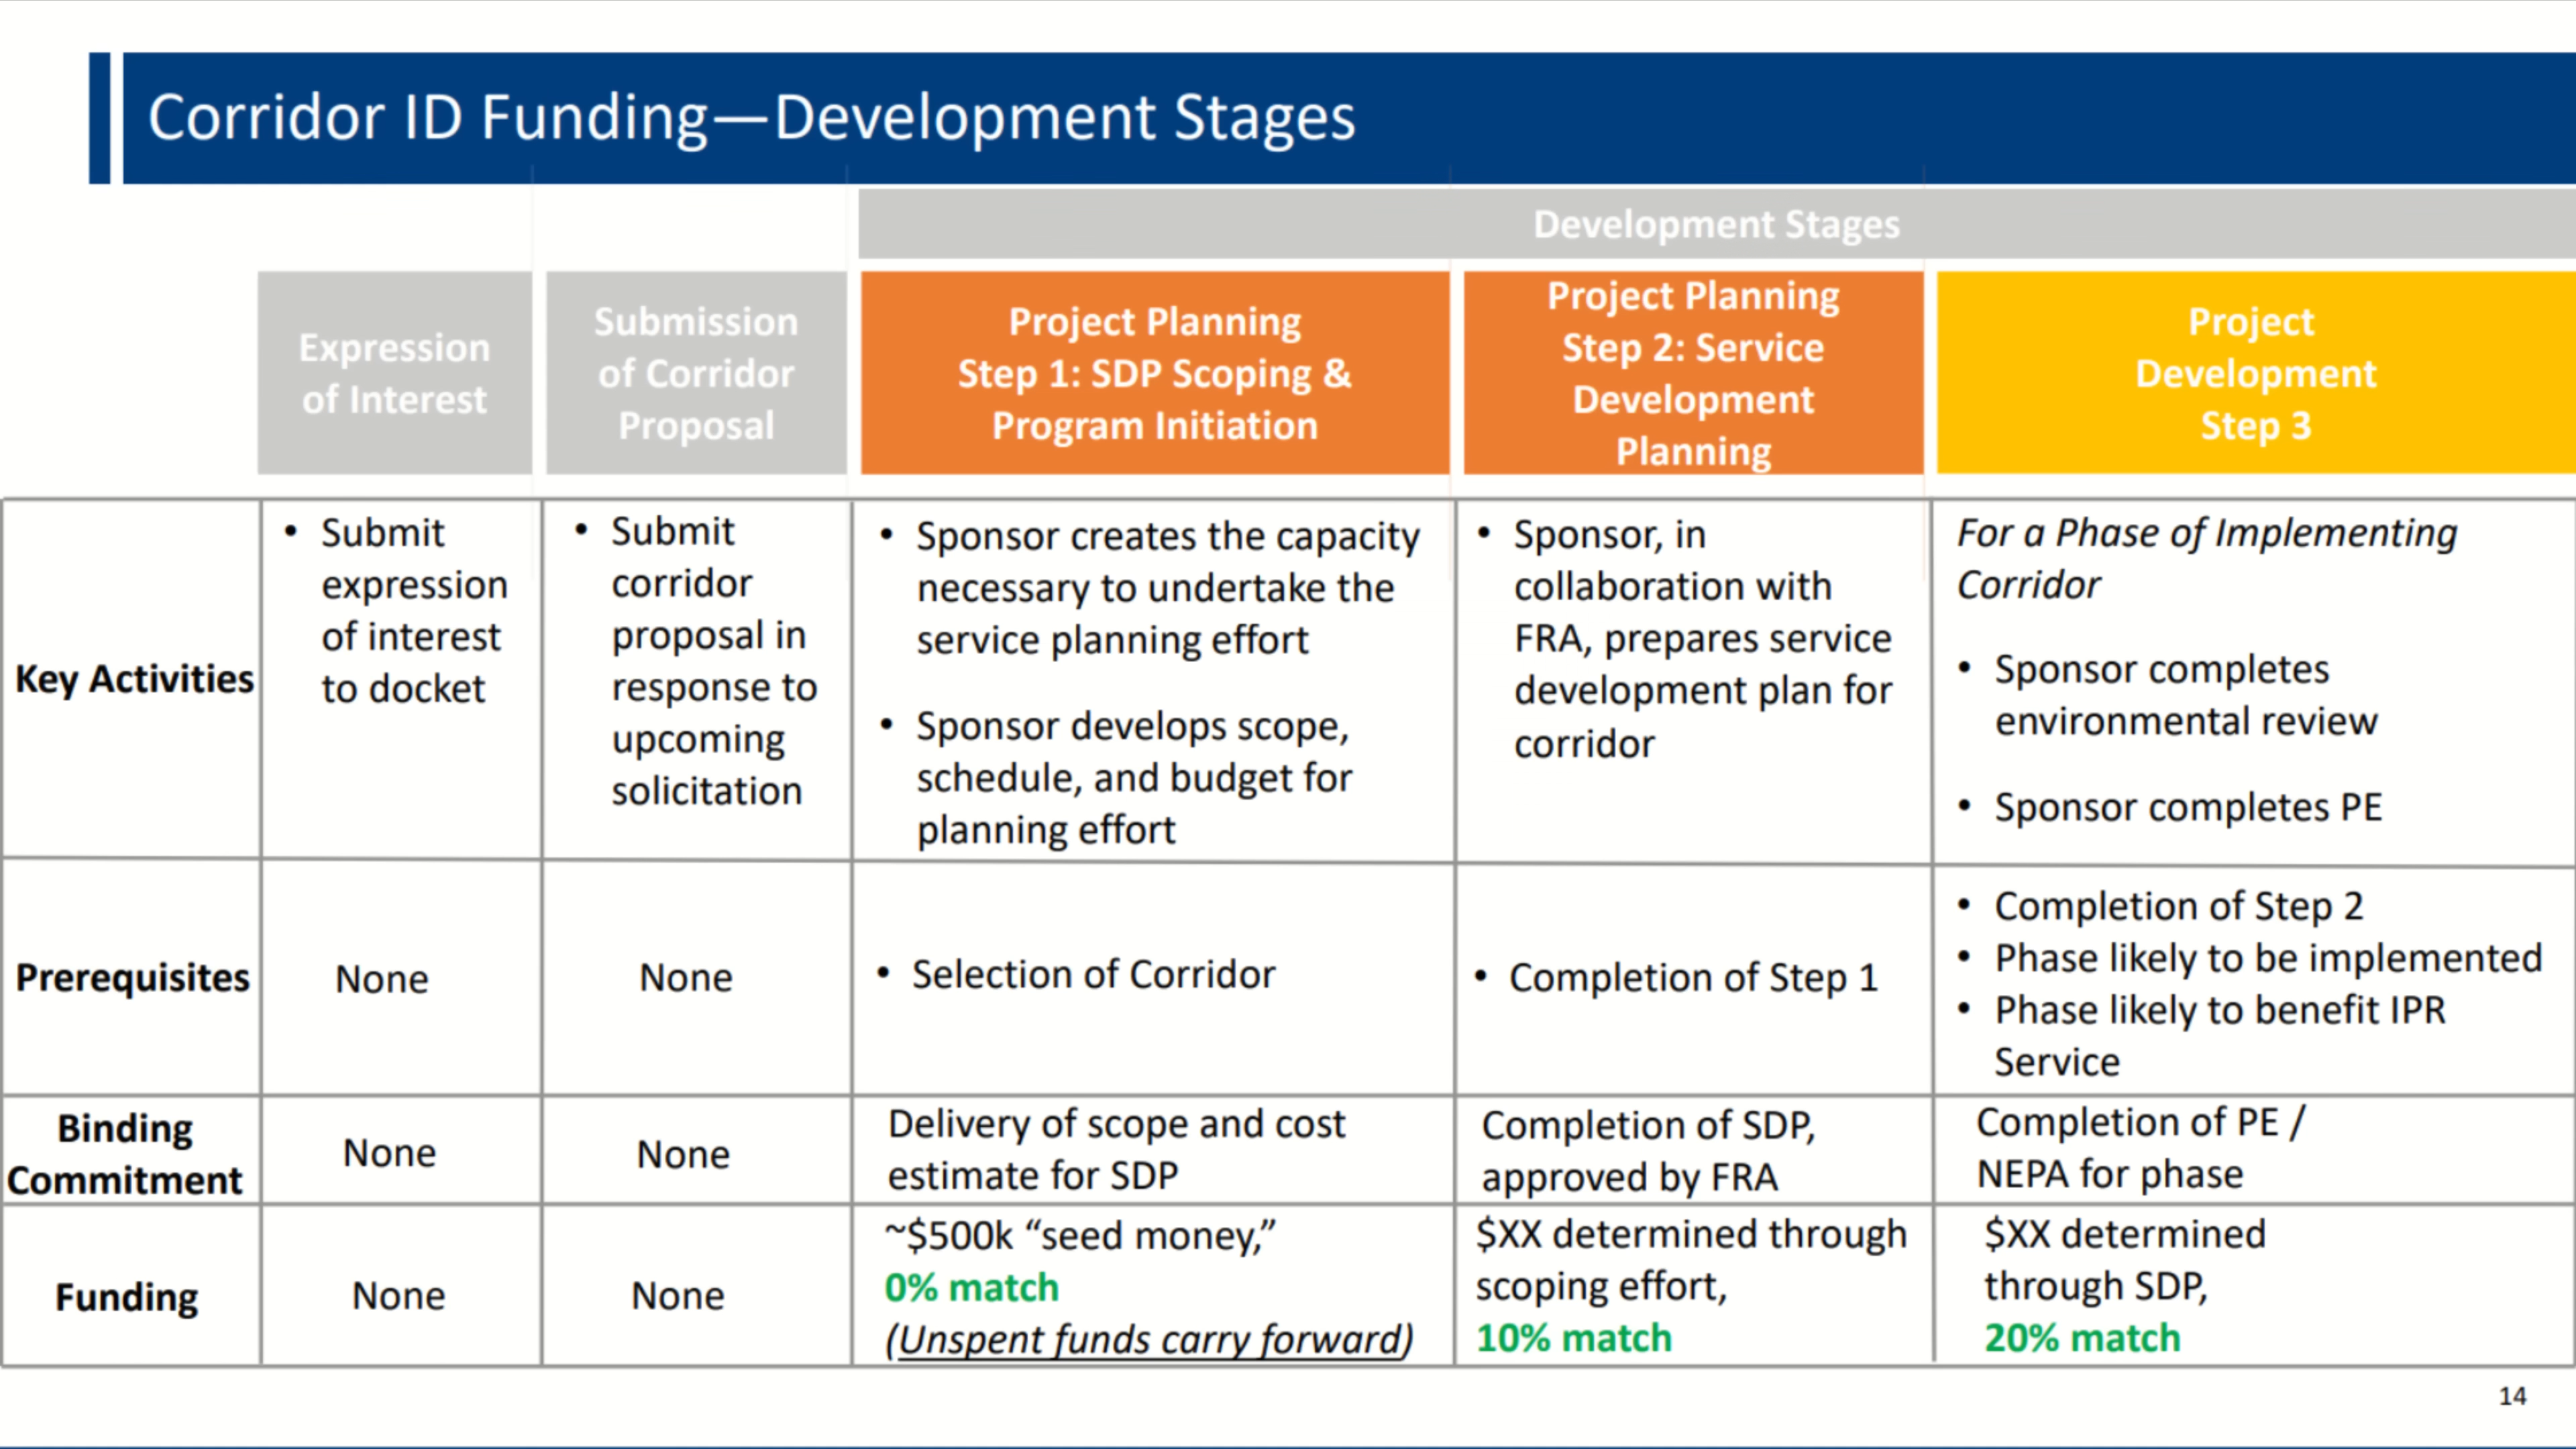 Corridor ID Funding—Development Stages
Development Stages
Expression
of Interest
Submission
of Corridor
Proposal
Project Planning
Step 1: SDP Scoping &
Program Initiation
Project Planning
Step 2: Service
Development
Planning
Project
Development
Step 3
Key Activities
• Submit
expression
of interest
to docket
• Submit
corridor
proposal in
response to
upcoming
solicitation
• Sponsor creates the capacity
necessary to undertake the
service planning effort
• Sponsor develops scope,
schedule, and budget for
planning effort
• Sponsor, in
collaboration with
FRA, prepares service
development plan for
corridor
For a Phase of Implementing
Corridor
• Sponsor completes
environmental review
• Sponsor completes PE
Prerequisites
None
None
• Selection of Corridor
• Completion of Step 1
• Completion of Step 2
• Phase likely to be implemented
• Phase likely to benefit IPR
Service
Binding
Commitment
None
None
Delivery of scope and cost
estimate for SDP
Completion of SDP,
approved by FRA
Completion of PE /
NEPA for phase
Funding
None
None
~$500k “seed money,”
0% match
(Unspent funds carry forward)
$XX determined through
scoping effort,
10% match
$XX determined
through SDP,
20% match
14